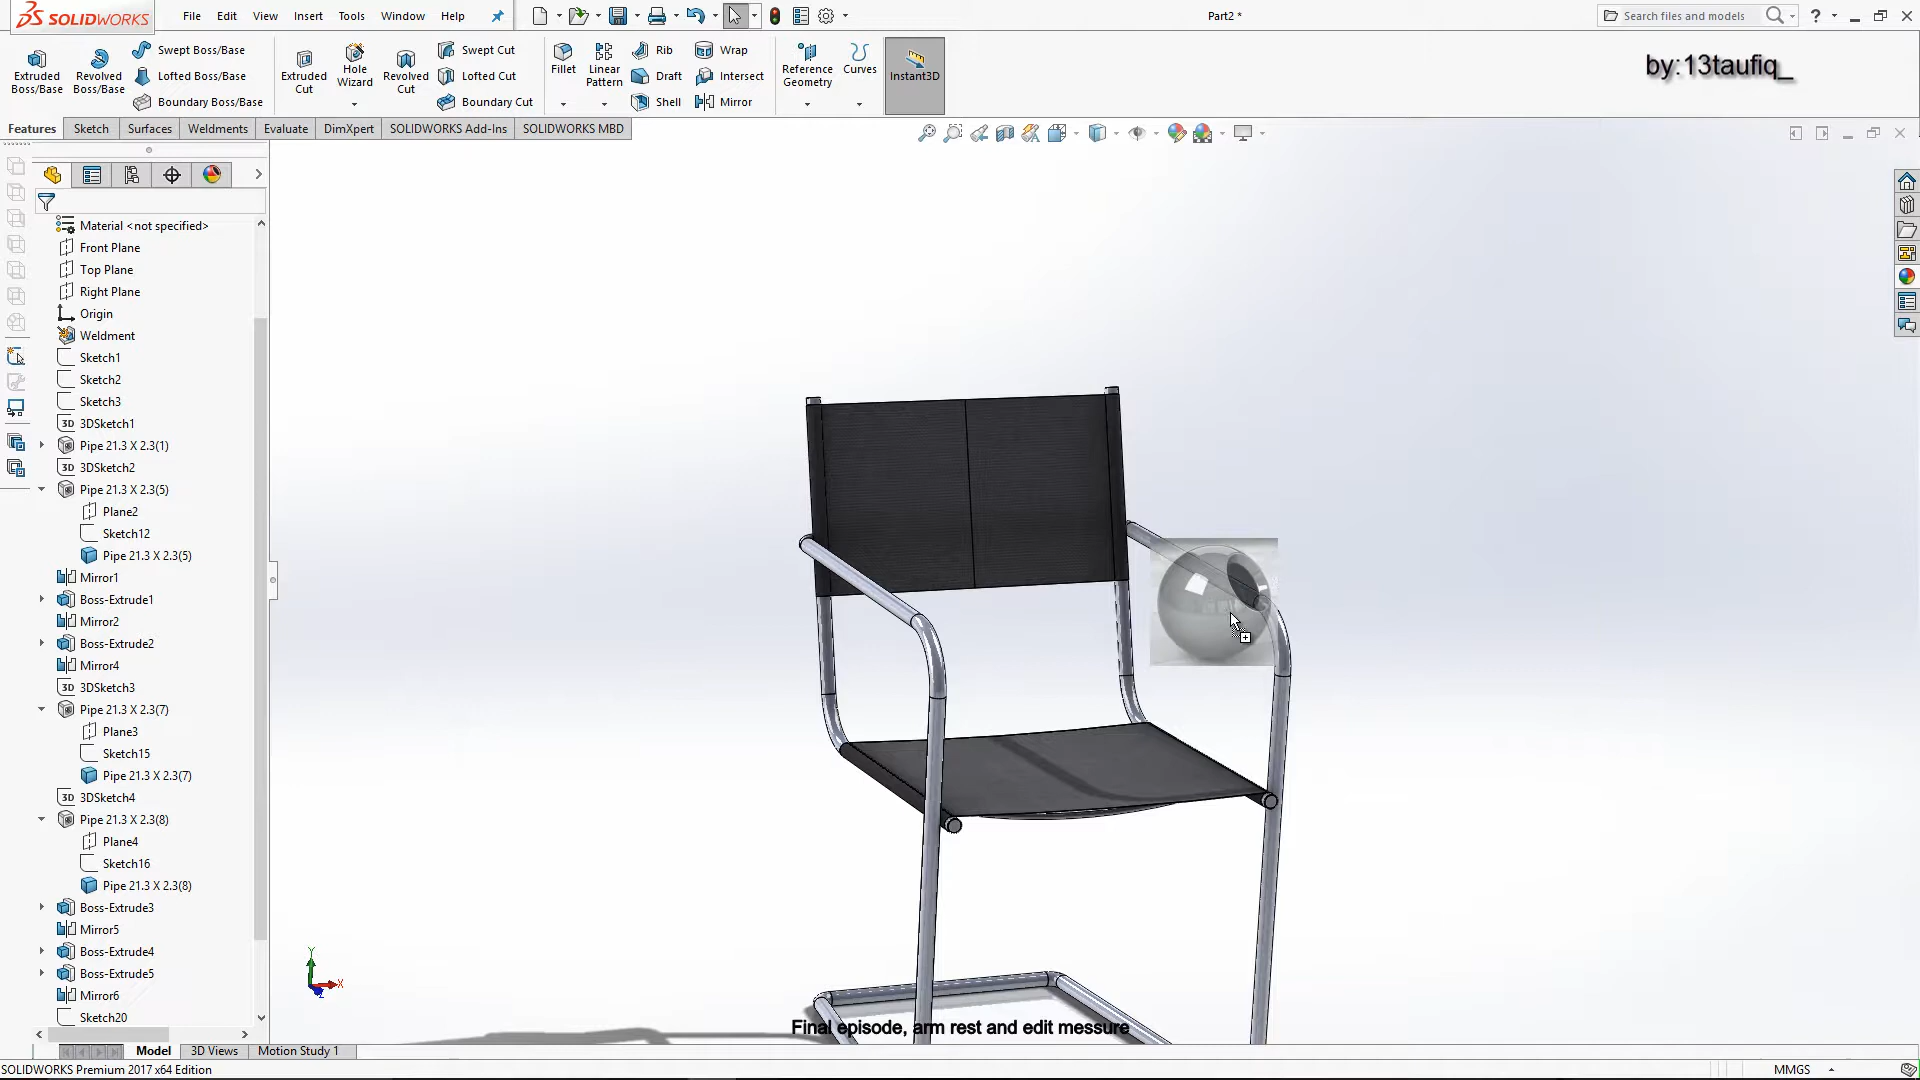 SOLIDWORKS
File Edit View Insert Tools Window Help
Part2 *
Search files and models
Extruded Boss/Base
Revolved Boss/Base
Swept Boss/Base
Lofted Boss/Base
Boundary Boss/Base
Extruded Cut
Hole Wizard
Revolved Cut
Swept Cut
Lofted Cut
Boundary Cut
Fillet
Linear Pattern
Rib
Draft
Shell
Wrap
Intersect
Mirror
Reference Geometry
Curves
Instant3D
by:13taufiq_
Features Sketch Surfaces Weldments Evaluate DimXpert SOLIDWORKS Add-Ins SOLIDWORKS MBD
Material <not specified>
Front Plane
Top Plane
Right Plane
Origin
Weldment
Sketch1
Sketch2
Sketch3
3D 3DSketch1
Pipe 21.3 X 2.3(1)
3D 3DSketch2
Pipe 21.3 X 2.3(5)
Plane2
Sketch12
Pipe 21.3 X 2.3(5)
Mirror1
Boss-Extrude1
Mirror2
Boss-Extrude2
Mirror4
3D 3DSketch3
Pipe 21.3 X 2.3(7)
Plane3
Sketch15
Pipe 21.3 X 2.3(7)
3D 3DSketch4
Pipe 21.3 X 2.3(8)
Plane4
Sketch16
Pipe 21.3 X 2.3(8)
Boss-Extrude3
Mirror5
Boss-Extrude4
Boss-Extrude5
Mirror6
Sketch20
Y
X
Z
Final episode, arm rest and edit messure
Model 3D Views Motion Study 1
SOLIDWORKS Premium 2017 x64 Edition
MMGS